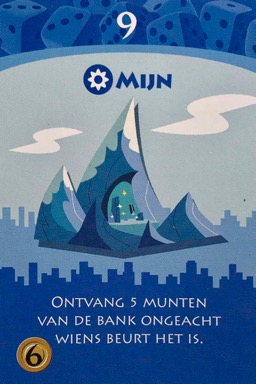 9
MIJN
ONTVANG 5 MUNTEN
VAN DE BANK ONGEACHT
WIENS BEURT HET IS.
6